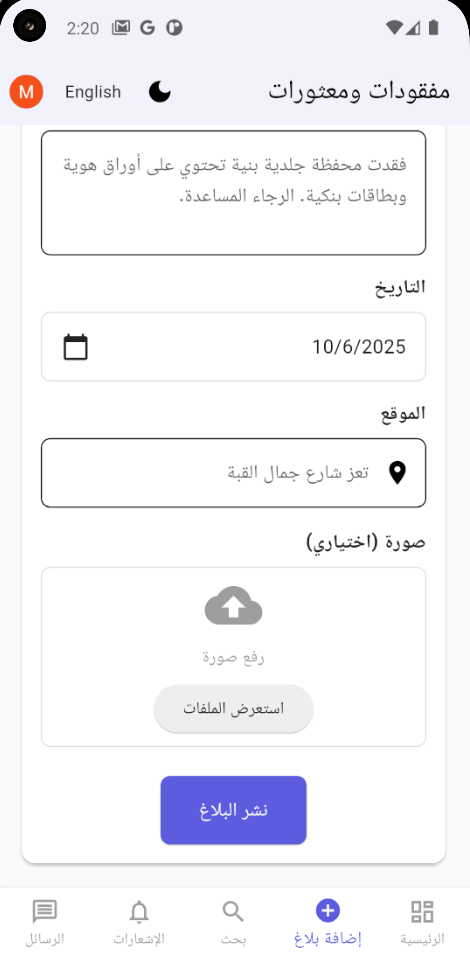 2:20
مفقودات ومعثورات
English
M
فقدت محفظة جلدية بنية تحتوي على أوراق هوية
وبطاقات بنكية. الرجاء المساعدة.
التاريخ
10/6/2025
الموقع
تعز شارع جمال القبة
صورة (اختياري)
رفع صورة
استعرض الملفات
نشر البلاغ
الرئيسية
إضافة بلاغ
بحث
الإشعارات
الرسائل